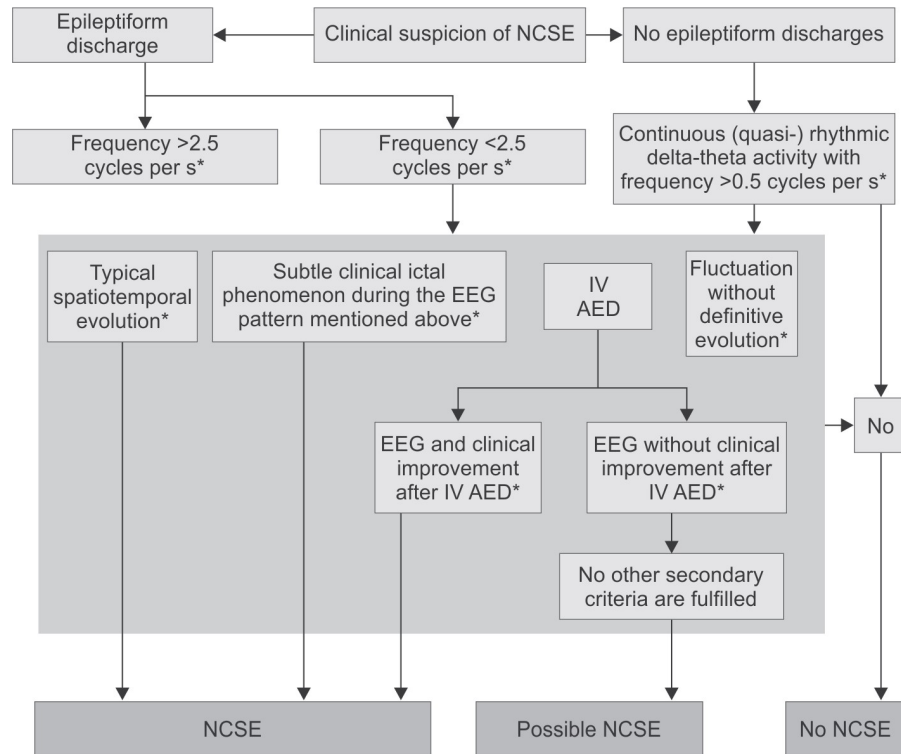 Epileptiform
discharge
Clinical suspicion of NCSE
No epileptiform discharges
Frequency >2.5
cycles per s*
Frequency <2.5
cycles per s*
Continuous (quasi-) rhythmic
delta-theta activity with
frequency >0.5 cycles per s*
Typical
spatiotemporal
evolution*
Subtle clinical ictal
phenomenon during the EEG
pattern mentioned above*
IV
AED
Fluctuation
without
definitive
evolution*
No
EEG and clinical
improvement
after IV AED*
EEG without clinical
improvement after
IV AED*
No other secondary
criteria are fulfilled
NCSE
Possible NCSE
No NCSE